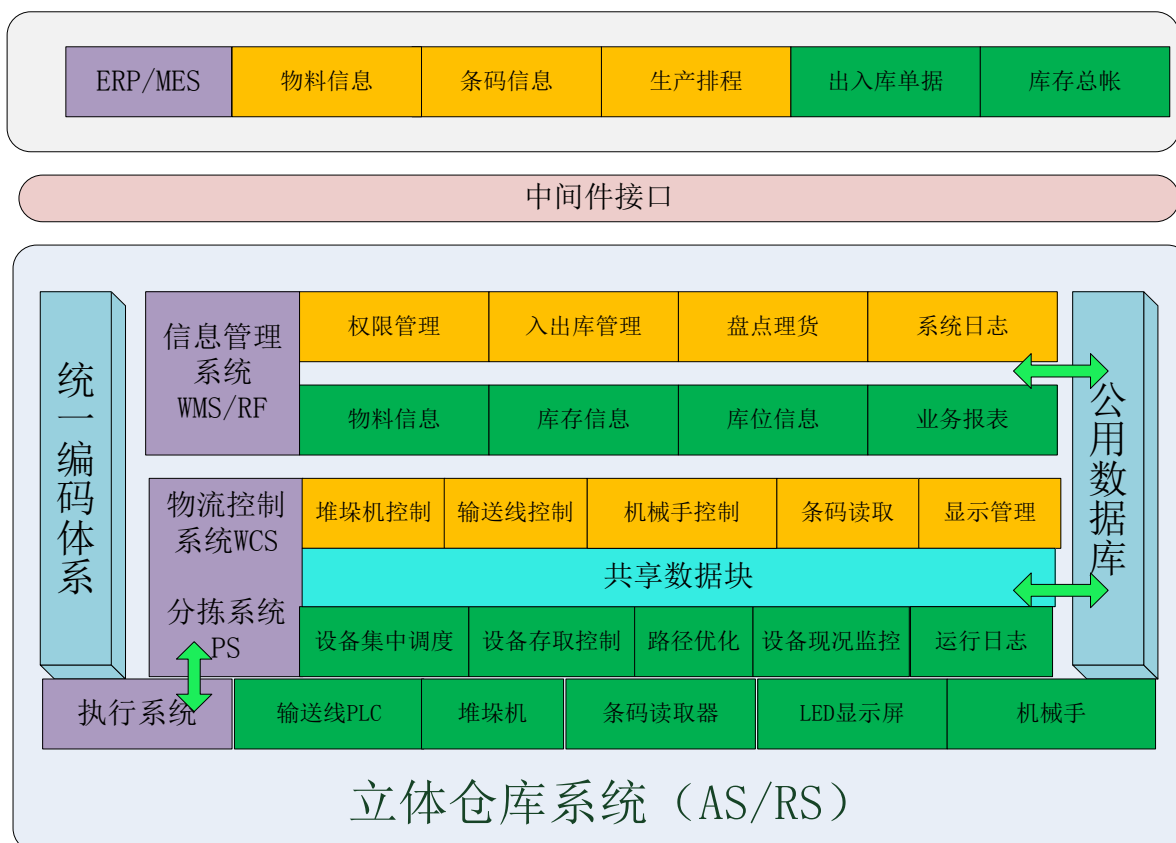 ERP/MES 物料信息 条码信息 生产排程 出入库单据 库存总帐
中间件接口
统一编码体系
信息管理
系统
WMS/RF
权限管理 入出库管理 盘点理货 系统日志
物料信息 库存信息 库位信息 业务报表
公用数据库
物流控制
系统WCS
分拣系统
PS
堆垛机控制 输送线控制 机械手控制 条码读取 显示管理
共享数据块
设备集中调度 设备存取控制 路径优化 设备现况监控 运行日志
执行系统 输送线PLC 堆垛机 条码读取器 LED显示屏 机械手
立体仓库系统（AS/RS）